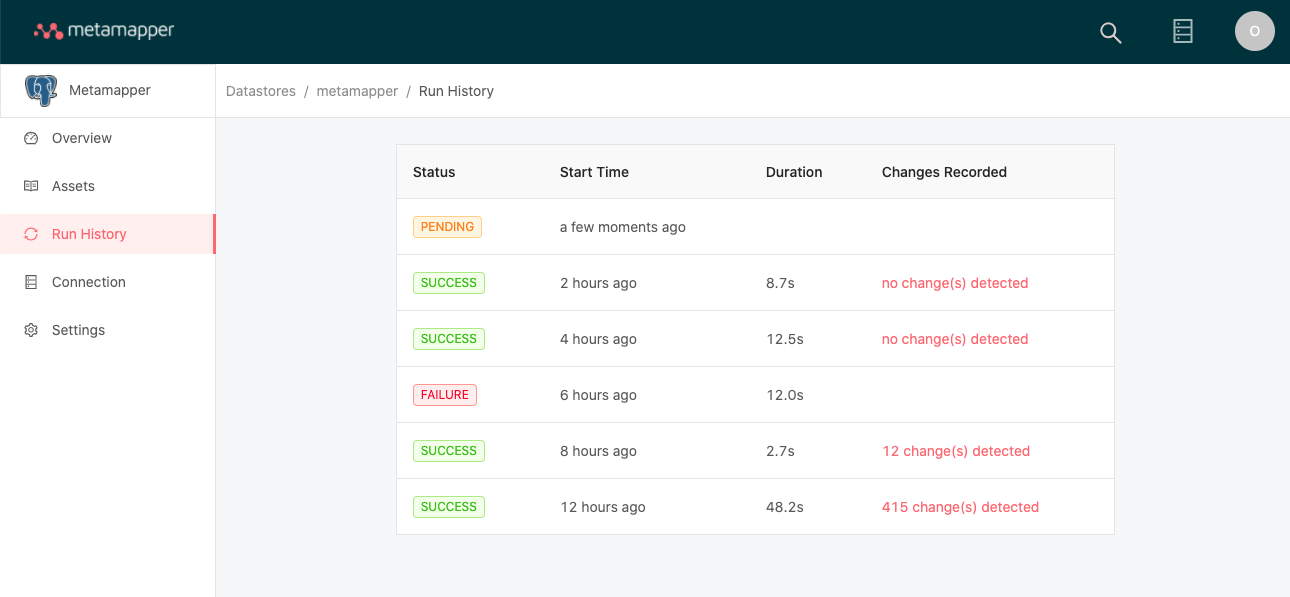 metamapper
O
Metamapper
Datastores / metamapper / Run History
Overview
Assets
Run History
Connection
Settings
Status Start Time Duration Changes Recorded
PENDING a few moments ago
SUCCESS 2 hours ago 8.7s no change(s) detected
SUCCESS 4 hours ago 12.5s no change(s) detected
FAILURE 6 hours ago 12.0s
SUCCESS 8 hours ago 2.7s 12 change(s) detected
SUCCESS 12 hours ago 48.2s 415 change(s) detected